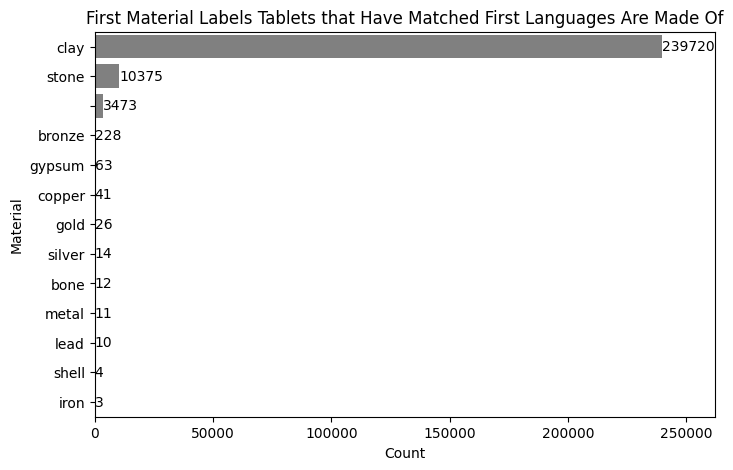 First Material Labels Tablets that Have Matched First Languages Are Made Of
clay 239720
stone 10375
3473
bronze 228
gypsum 63
copper 41
gold 26
silver 14
bone 12
metal 11
lead 10
shell 4
iron 3
Material
0 50000 100000 150000 200000 250000
Count